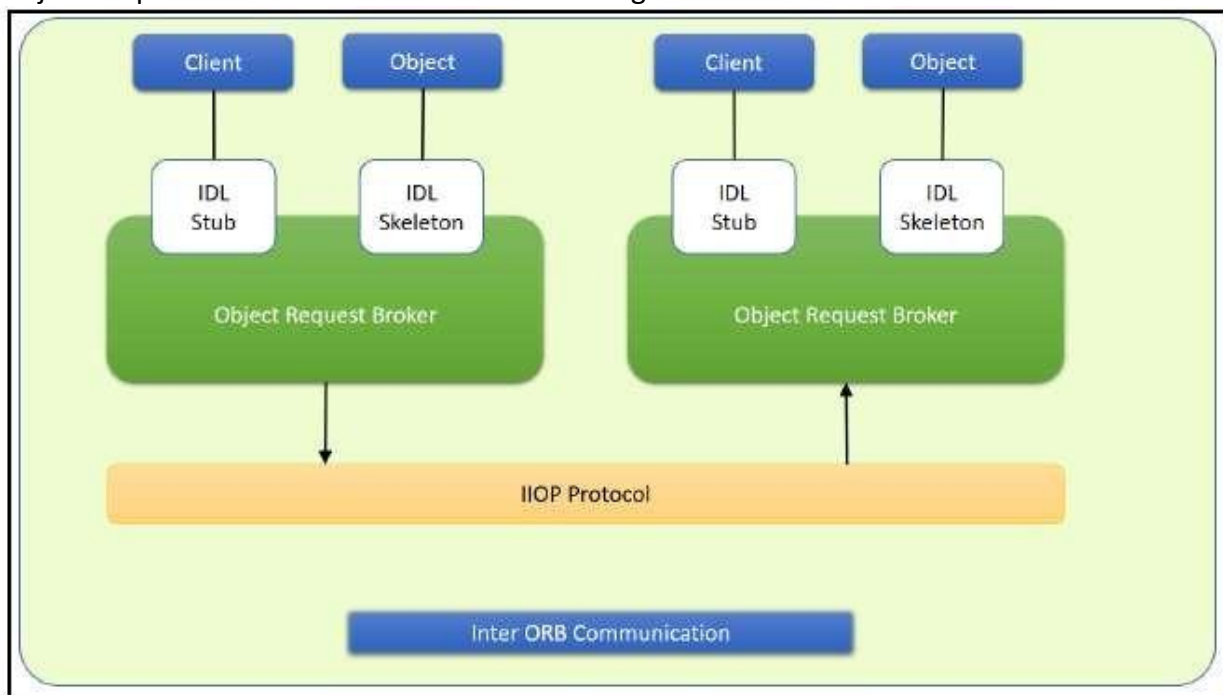 Client
Object
Client
Object
IDL
Stub
IDL
Skeleton
IDL
Stub
IDL
Skeleton
Object Request Broker
Object Request Broker
IIOP Protocol
Inter ORB Communication